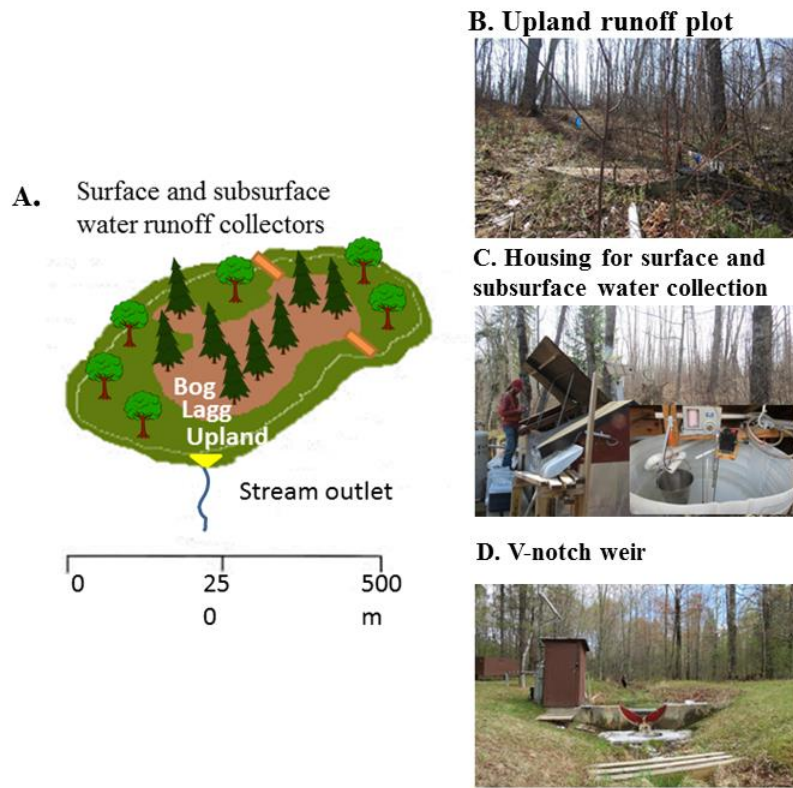 A.
Surface and subsurface
water runoff collectors
Bog
Lagg
Upland
Stream outlet
0
25
0
500
m
B. Upland runoff plot
C. Housing for surface and
subsurface water collection
D. V-notch weir